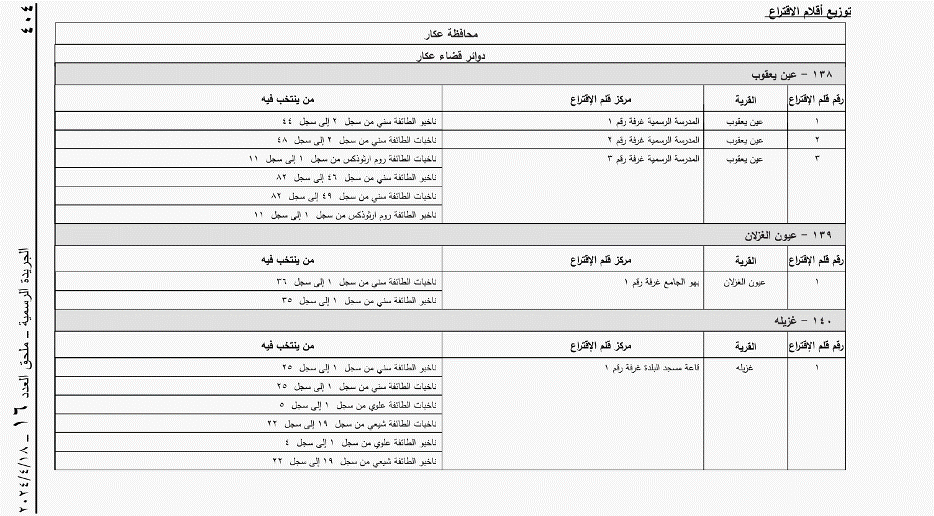 توزيع أقلام الاقتراع
٤٠٤
محافظة عكار
دوائر قضاء عكار
١٣٨ - عين يعقوب
رقم قلم الإقتراع القرية مركز قلم الإقتراع من ينتخب فيه
١ عين يعقوب المدرسة الرسمية غرفة رقم ١ ناخبو الطائفة سني من سجل ٢ إلى سجل ٤٤
٢ عين يعقوب المدرسة الرسمية غرفة رقم ٢ ناخبات الطائفة سني من سجل ٢ إلى سجل ٤٨
٣ عين يعقوب المدرسة الرسمية غرفة رقم ٣ ناخبات الطائفة روم ارثوذكس من سجل ١ إلى سجل ١١
ناخبو الطائفة سني من سجل ٤٦ إلى سجل ٨٢
ناخبات الطائفة سني من سجل ٤٩ إلى سجل ٨٢
ناخبو الطائفة روم ارثوذكس من سجل ١ إلى سجل ١١
١٣٩ - عيون الغزلان
رقم قلم الإقتراع القرية مركز قلم الإقتراع من ينتخب فيه
١ عيون الغزلان بهو الجامع غرفة رقم ١ ناخبات الطائفة سني من سجل ١ إلى سجل ٣٦
ناخبو الطائفة سني من سجل ١ إلى سجل ٣٥
١٤٠ - غزيله
رقم قلم الإقتراع القرية مركز قلم الإقتراع من ينتخب فيه
١ غزيله قاعة مسجد البلدة غرفة رقم ١ ناخبو الطائفة سني من سجل ١ إلى سجل ٢٥
ناخبات الطائفة سني من سجل ١ إلى سجل ٢٥
ناخبات الطائفة علوي من سجل ١ إلى سجل ٥
ناخبات الطائفة شيعي من سجل ١٩ إلى سجل ٢٢
ناخبو الطائفة علوي من سجل ١ إلى سجل ٤
ناخبو الطائفة شيعي من سجل ١٩ إلى سجل ٢٢
الجريدة الرسمية - ملحق العدد ١٦ - ٢٠٢٤/٤/١٨